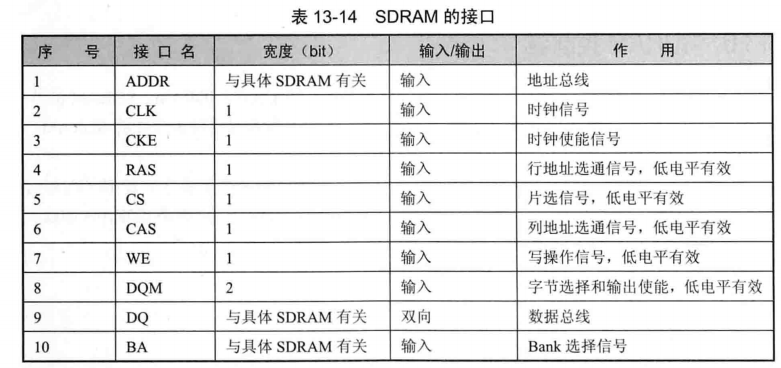 表 13-14 SDRAM 的接口
序 号 接 口 名 宽度（bit） 输入/输出 作 用
1 ADDR 与具体 SDRAM 有关 输入 地址总线
2 CLK 1 输入 时钟信号
3 CKE 1 输入 时钟使能信号
4 RAS 1 输入 行地址选通信号，低电平有效
5 CS 1 输入 片选信号，低电平有效
6 CAS 1 输入 列地址选通信号，低电平有效
7 WE 1 输入 写操作信号，低电平有效
8 DQM 2 输入 字节选择和输出使能，低电平有效
9 DQ 与具体 SDRAM 有关 双向 数据总线
10 BA 与具体 SDRAM 有关 输入 Bank 选择信号